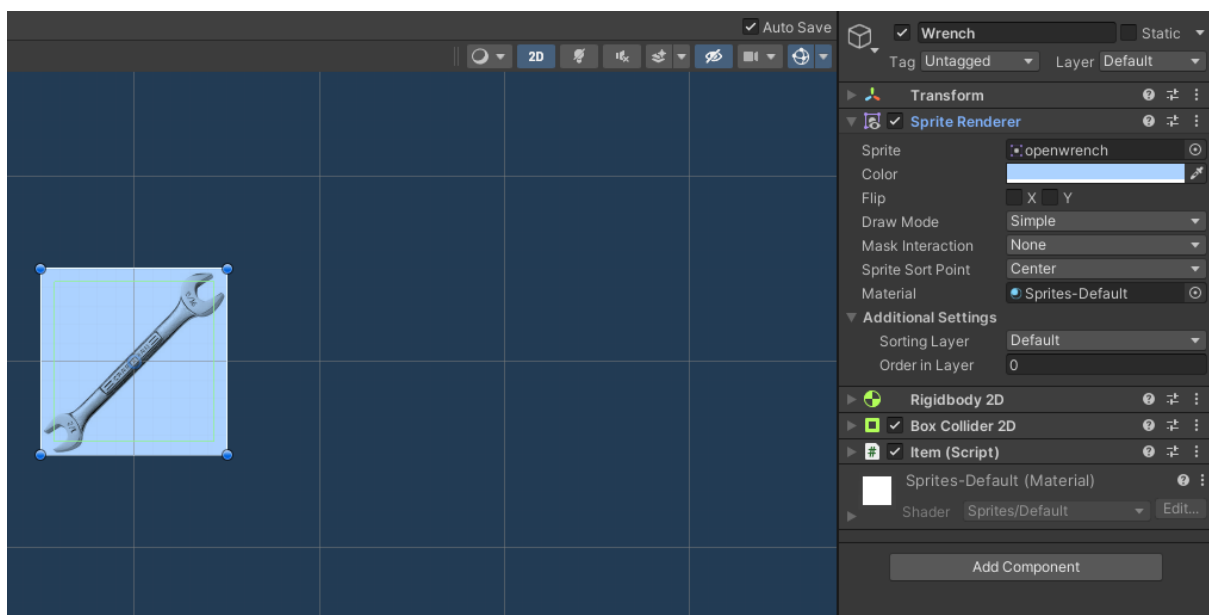 Auto Save
2D
Wrench
Static
Tag Untagged Layer Default
Transform
Sprite Renderer
Sprite openwrench
Color
Flip X Y
Draw Mode Simple
Mask Interaction None
Sprite Sort Point Center
Material Sprites-Default
Additional Settings
Sorting Layer Default
Order in Layer 0
Rigidbody 2D
Box Collider 2D
# Item (Script)
Sprites-Default (Material)
Shader Sprites/Default Edit...
Add Component